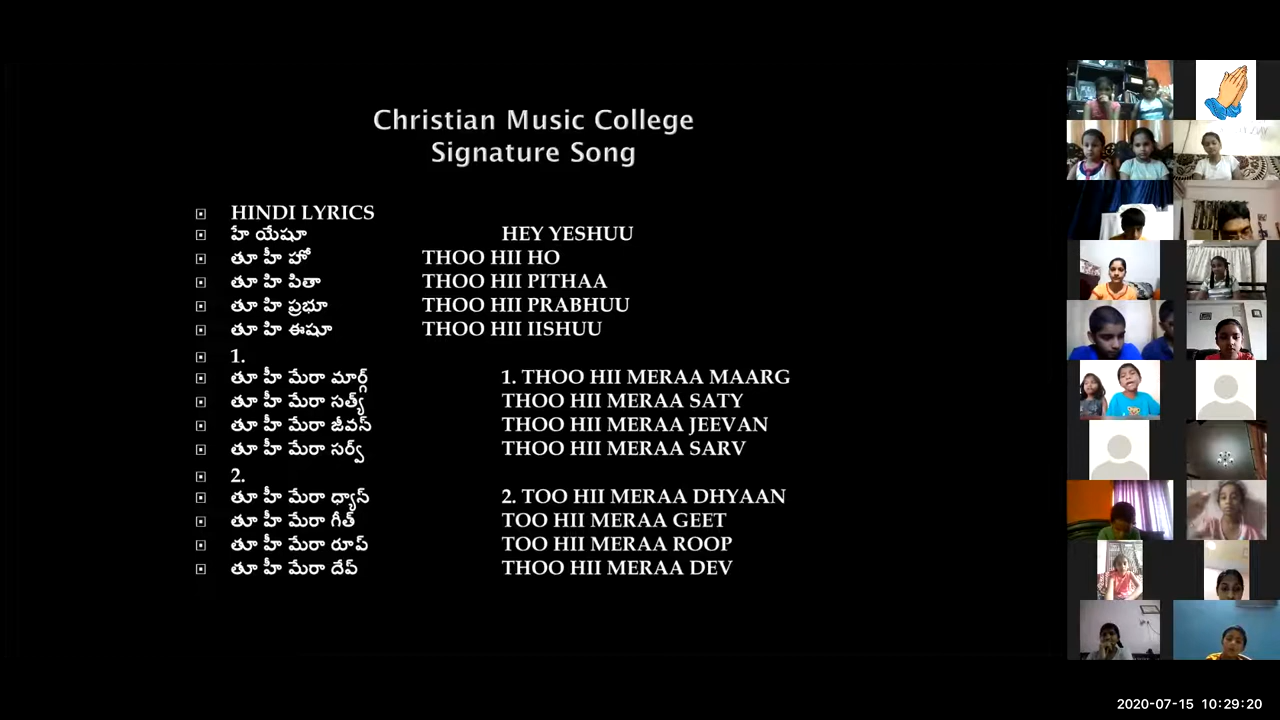 Christian Music College
Signature Song
HINDI LYRICS
హే యేషూ HEY YESHUU
తూ హీ హో THOO HII HO
తూ హి పితా THOO HII PITHAA
తూ హి ప్రభూ THOO HII PRABHUU
తూ హి ఈషూ THOO HII IISHUU
1.
తూ హీ మేరా మార్గ్ 1. THOO HII MERAA MAARG
తూ హీ మేరా సత్య్ THOO HII MERAA SATY
తూ హీ మేరా జీవన్ THOO HII MERAA JEEVAN
తూ హీ మేరా సర్వ్ THOO HII MERAA SARV
2.
తూ హీ మేరా ధ్యాన్ 2. TOO HII MERAA DHYAAN
తూ హీ మేరా గీత్ TOO HII MERAA GEET
తూ హీ మేరా రూప్ TOO HII MERAA ROOP
తూ హీ మేరా దేవ్ THOO HII MERAA DEV
2020-07-15 10:29:20